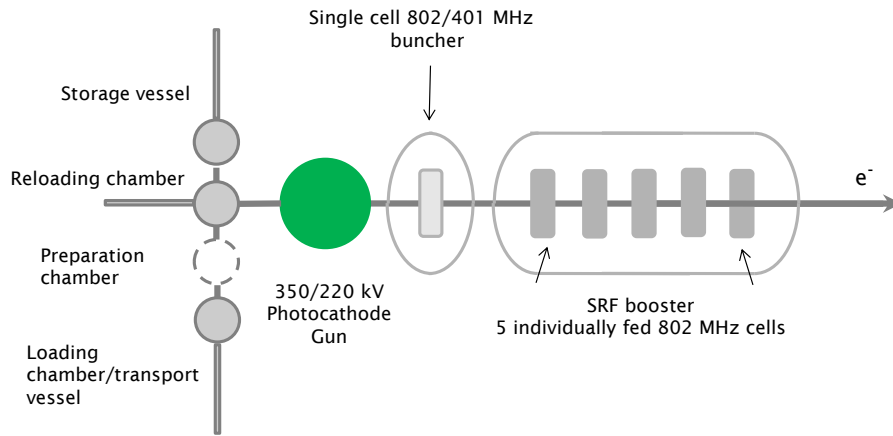 Single cell 802/401 MHz
buncher
Storage vessel
Reloading chamber
e-
Preparation
chamber
350/220 kV
Photocathode
Gun
SRF booster
5 individually fed 802 MHz cells
Loading
chamber/transport
vessel